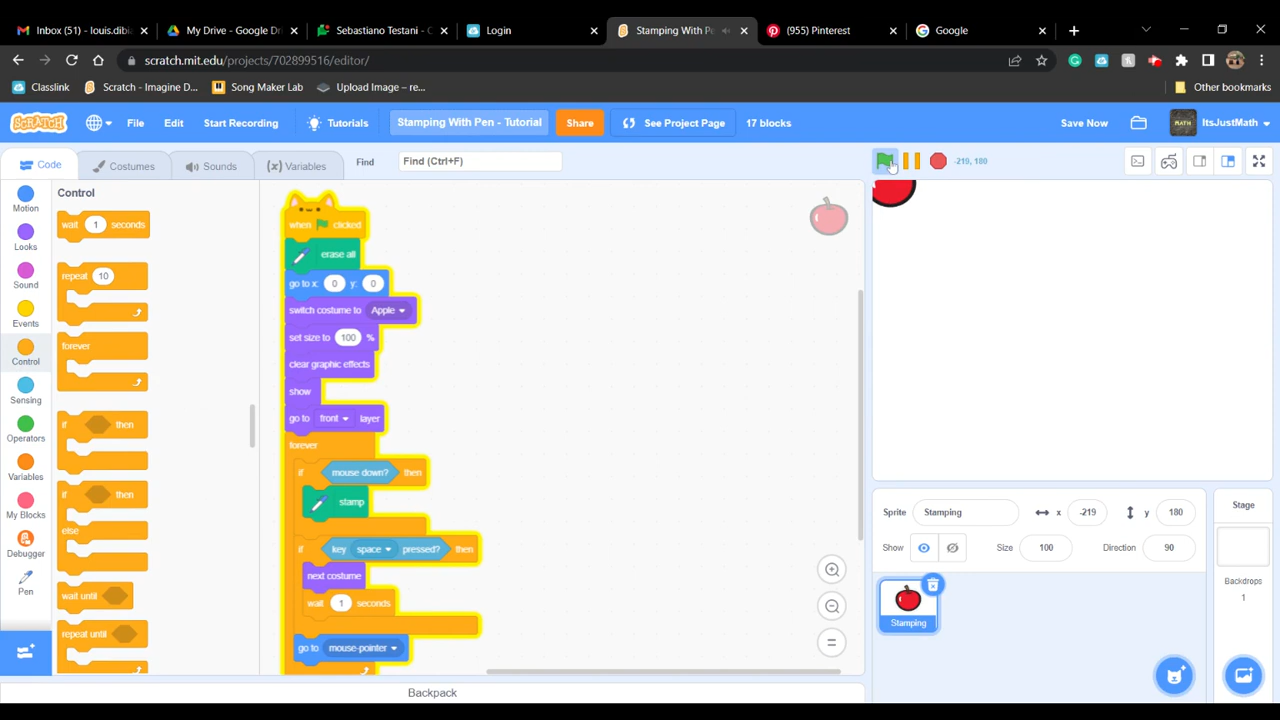 Inbox (51) - louis.dibia
My Drive - Google Dri
Sebastiano Testani - C
Login
Stamping With Pe
(955) Pinterest
Google
scratch.mit.edu/projects/702899516/editor/
Classlink
Scratch - Imagine D...
Song Maker Lab
Upload Image – re...
Other bookmarks
SCRATCH
File
Edit
Start Recording
Tutorials
Stamping With Pen - Tutorial
Share
See Project Page
17 blocks
Save Now
MATH
ItsJustMath
Code
Costumes
Sounds
(x) Variables
Find
Find (Ctrl+F)
-219, 180
Motion
Looks
Sound
Events
Control
Sensing
Operators
Variables
My Blocks
Debugger
Pen
Control
wait 1 seconds
repeat 10
forever
if then
if then
else
wait until
repeat until
when clicked
erase all
go to x: 0 y: 0
switch costume to Apple
set size to 100 %
clear graphic effects
show
go to front layer
forever
if mouse down? then
stamp
if key space pressed? then
next costume
wait 1 seconds
go to mouse-pointer
Backpack
Sprite Stamping x -219 y 180
Show Size 100 Direction 90
Stamping
Stage
Backdrops
1